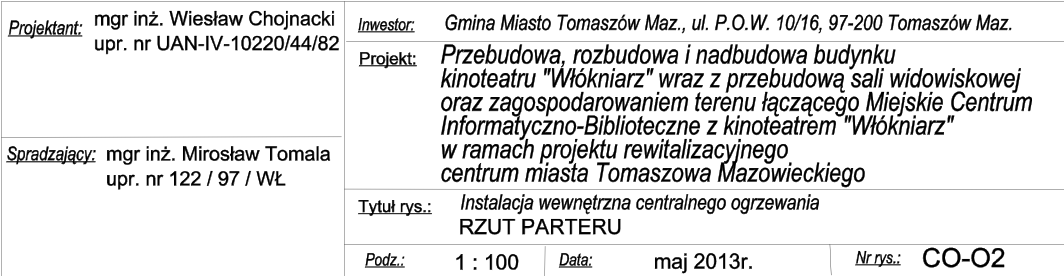 Projektant: mgr inż. Wiesław Chojnacki
upr. nr UAN-IV-10220/44/82
Spradzający: mgr inż. Mirosław Tomala
upr. nr 122 / 97 / WŁ
Inwestor: Gmina Miasto Tomaszów Maz., ul. P.O.W. 10/16, 97-200 Tomaszów Maz.
Projekt: Przebudowa, rozbudowa i nadbudowa budynku
kinoteatru "Włókniarz" wraz z przebudową sali widowiskowej
oraz zagospodarowaniem terenu łączącego Miejskie Centrum
Informatyczno-Biblioteczne z kinoteatrem "Włókniarz"
w ramach projektu rewitalizacyjnego
centrum miasta Tomaszowa Mazowieckiego
Tytuł rys.: Instalacja wewnętrzna centralnego ogrzewania
RZUT PARTERU
Podz.: 1 : 100 Data: maj 2013r. Nr rys.: CO-O2